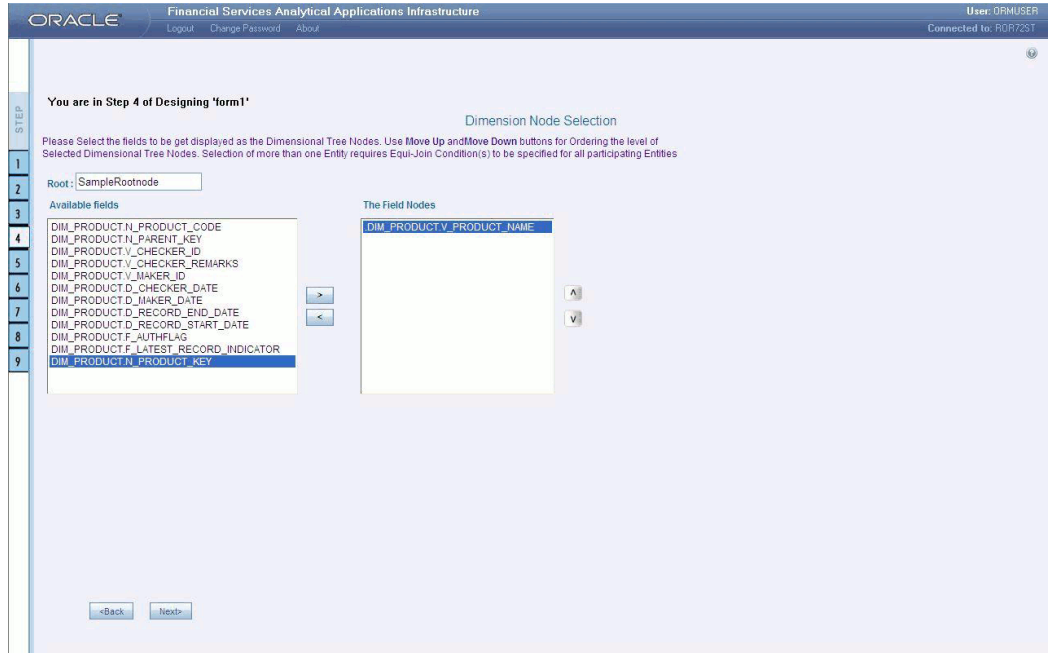 ORACLE
Financial Services Analytical Applications Infrastructure
User: ORMUSER
Logout Change Password About
Connected to: ROR72ST
You are in Step 4 of Designing 'form1'
STEP
Dimension Node Selection
Please Select the fields to be get displayed as the Dimensional Tree Nodes. Use Move Up andMove Down buttons for Ordering the level of
Selected Dimensional Tree Nodes. Selection of more than one Entity requires Equi-Join Condition(s) to be specified for all participating Entities
1
2
3
4
5
6
7
8
9
Root : SampleRootnode
Available fields
DIM_PRODUCT.N_PRODUCT_CODE
DIM_PRODUCT.N_PARENT_KEY
DIM_PRODUCT.V_CHECKER_ID
DIM_PRODUCT.V_CHECKER_REMARKS
DIM_PRODUCT.V_MAKER_ID
DIM_PRODUCT.D_CHECKER_DATE
DIM_PRODUCT.D_MAKER_DATE
DIM_PRODUCT.D_RECORD_END_DATE
DIM_PRODUCT.D_RECORD_START_DATE
DIM_PRODUCT.F_AUTHFLAG
DIM_PRODUCT.F_LATEST_RECORD_INDICATOR
DIM_PRODUCT.N_PRODUCT_KEY
>
<
The Field Nodes
.DIM_PRODUCT.V_PRODUCT_NAME
ʌ
v
<Back
Next>